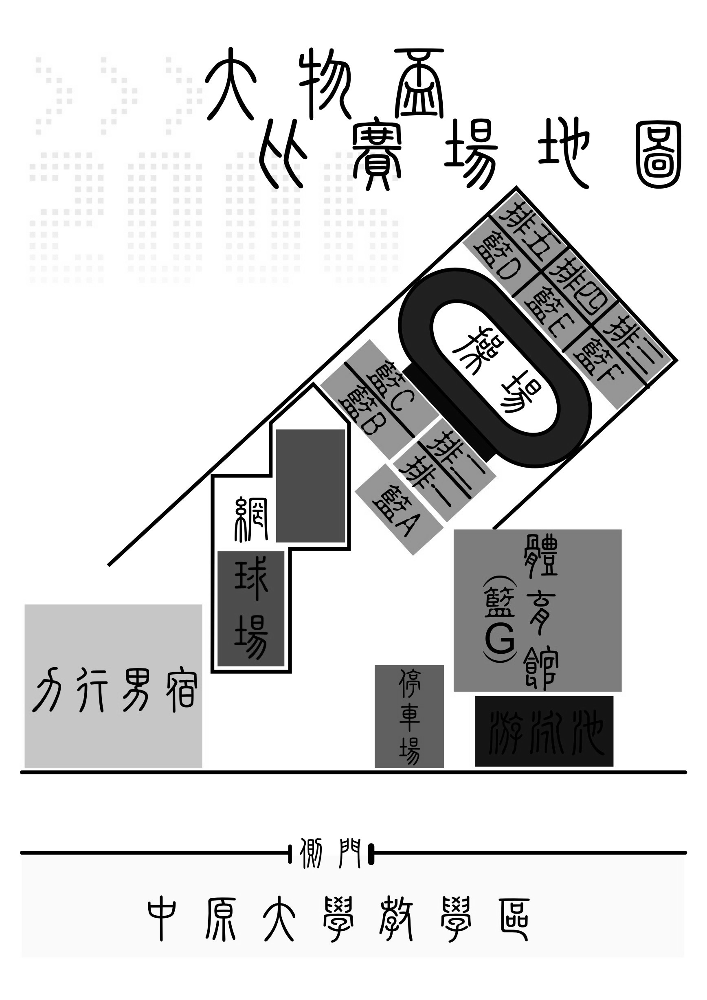 >>>
2006
大物盃
比賽場地圖
排五
排四
排三
籃D
籃E
籃F
操場
籃C
籃B
排二
排一
籃A
網球場
體育館
(籃G)
力行男宿
停車場
游泳池
側門
中原大學教學區